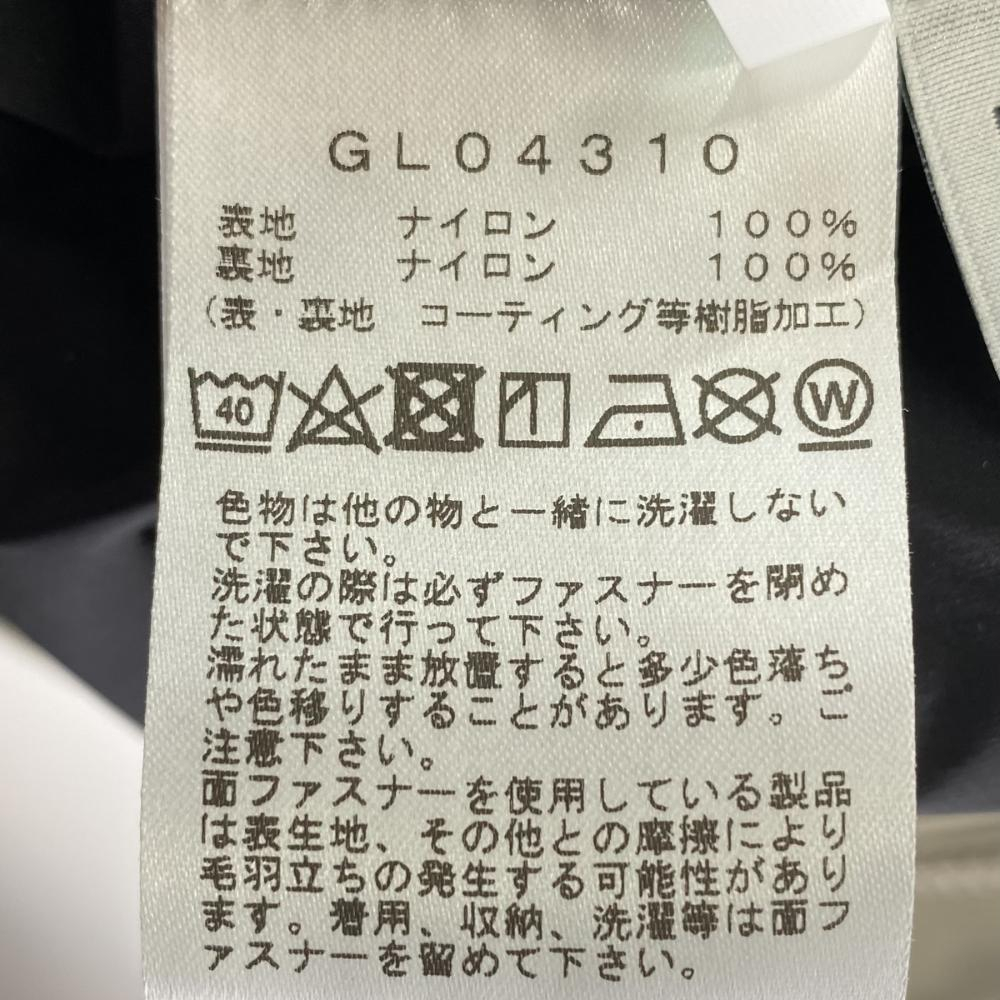 GL04310
表地 ナイロン 100%
裏地 ナイロン 100%
(表・裏地 コーティング等樹脂加工)
40 W
色物は他の物と一緒に洗濯しない
で下さい。
洗濯の際は必ずファスナーを閉め
た状態で行って下さい。
濡れたまま放置すると多少色落ち
や色移りすることがあります。ご
注意下さい。
面ファスナーを使用している製品
は表生地、その他との摩擦により
毛羽立ちの発生する可能性があり
ます。着用、収納、洗濯等は面フ
ァスナーを留めて下さい。